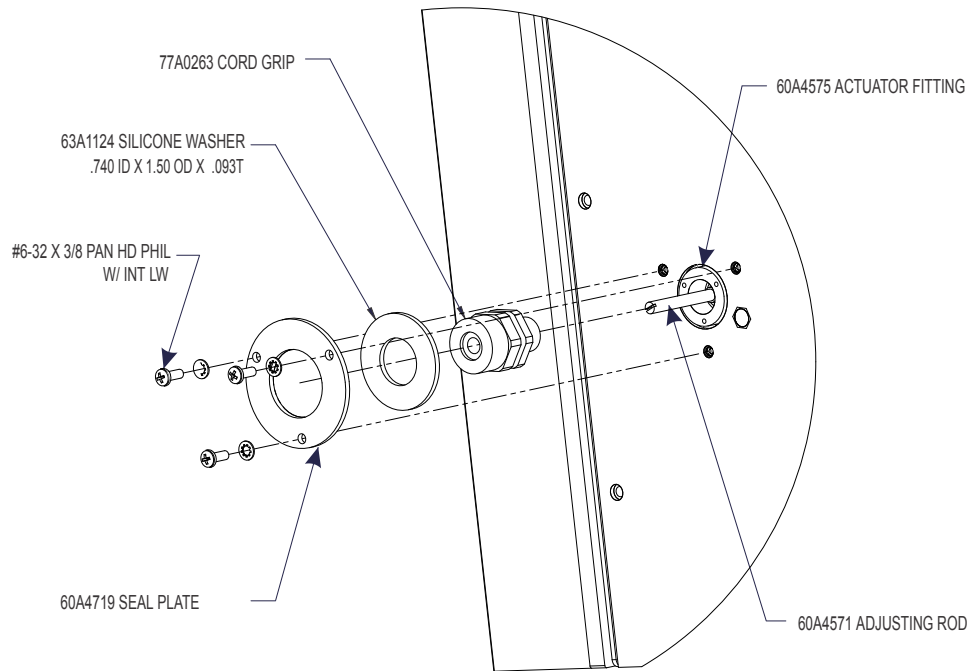 77A0263 CORD GRIP
60A4575 ACTUATOR FITTING
63A1124 SILICONE WASHER
.740 ID X 1.50 OD X .093T
#6-32 X 3/8 PAN HD PHIL
W/ INT LW
60A4719 SEAL PLATE
60A4571 ADJUSTING ROD